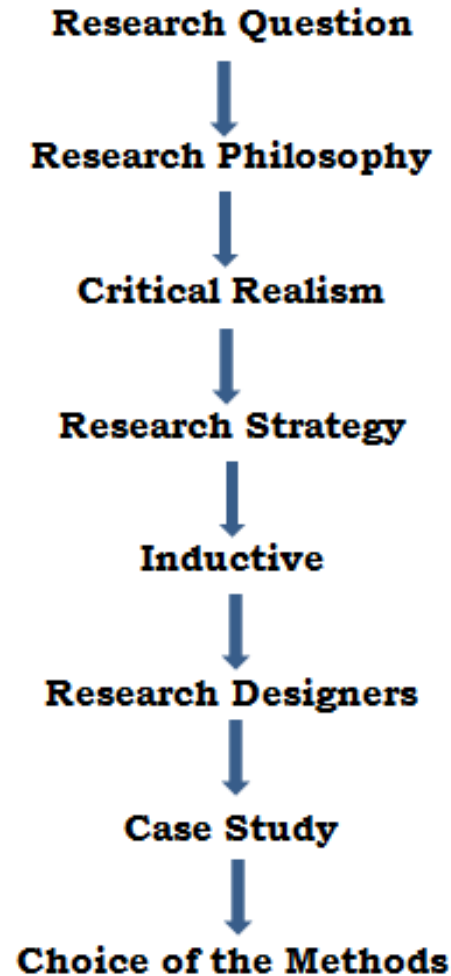 Research Question
Research Philosophy
Critical Realism
Research Strategy
Inductive
Research Designers
Case Study
Choice of the Methods